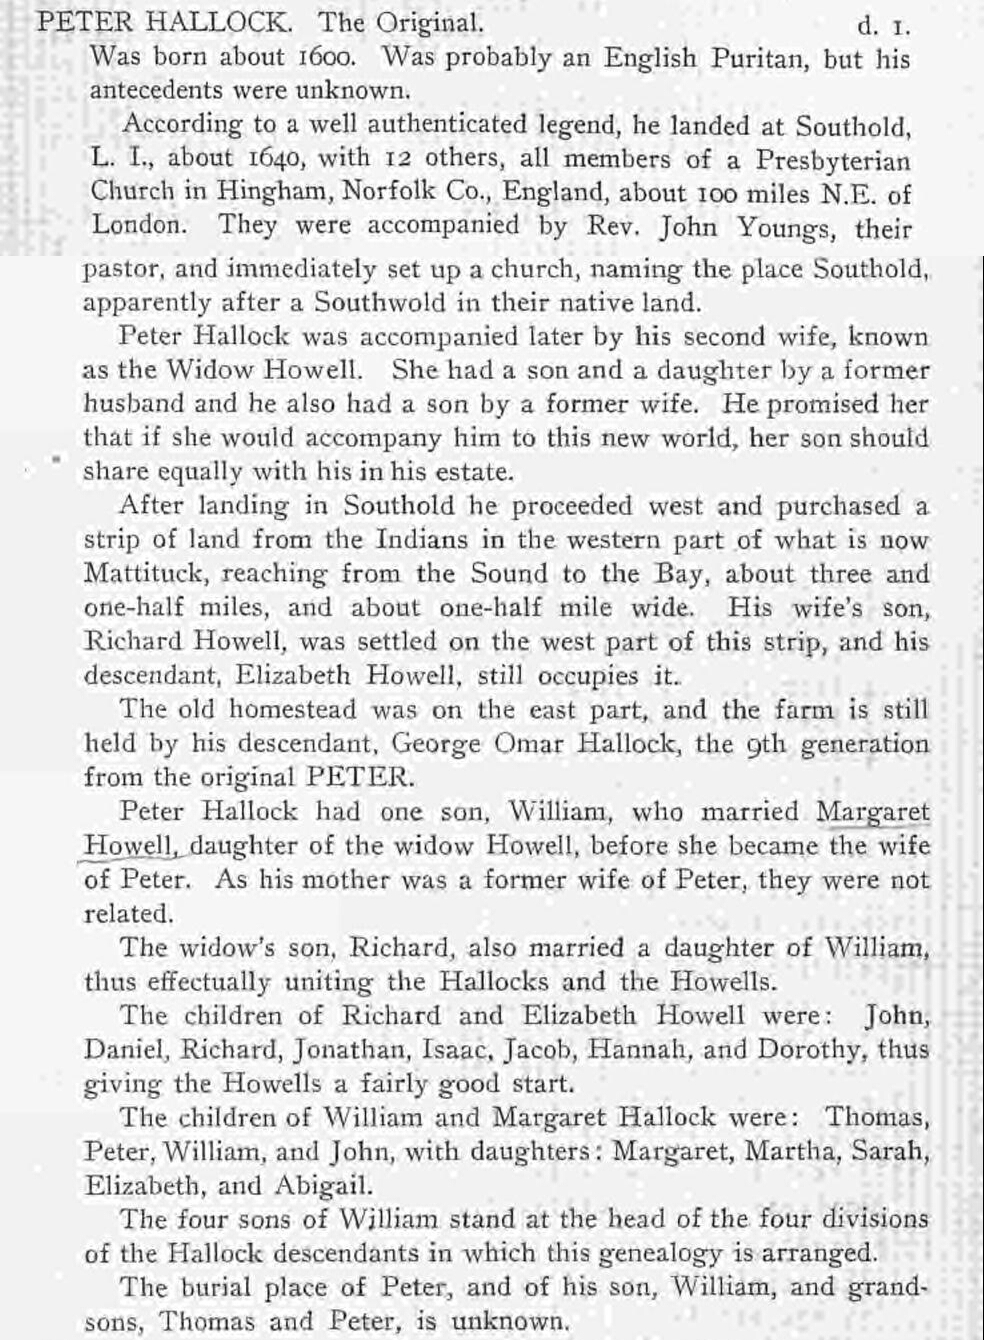 PETER HALLOCK. The Original. d. 1.
Was born about 1600. Was probably an English Puritan, but his
antecedents were unknown.
According to a well authenticated legend, he landed at Southold,
L. I., about 1640, with 12 others, all members of a Presbyterian
Church in Hingham, Norfolk Co., England, about 100 miles N.E. of
London. They were accompanied by Rev. John Youngs, their
pastor, and immediately set up a church, naming the place Southold,
apparently after a Southwold in their native land.
Peter Hallock was accompanied later by his second wife, known
as the Widow Howell. She had a son and a daughter by a former
husband and he also had a son by a former wife. He promised her
that if she would accompany him to this new world, her son should
share equally with his in his estate.
After landing in Southold he proceeded west and purchased a
strip of land from the Indians in the western part of what is now
Mattituck, reaching from the Sound to the Bay, about three and
one-half miles, and about one-half mile wide. His wife's son,
Richard Howell, was settled on the west part of this strip, and his
descendant, Elizabeth Howell, still occupies it.
The old homestead was on the east part, and the farm is still
held by his descendant, George Omar Hallock, the 9th generation
from the original PETER.
Peter Hallock had one son, William, who married Margaret
Howell, daughter of the widow Howell, before she became the wife
of Peter. As his mother was a former wife of Peter, they were not
related.
The widow's son, Richard, also married a daughter of William,
thus effectually uniting the Hallocks and the Howells.
The children of Richard and Elizabeth Howell were: John,
Daniel, Richard, Jonathan, Isaac, Jacob, Hannah, and Dorothy, thus
giving the Howells a fairly good start.
The children of William and Margaret Hallock were: Thomas,
Peter, William, and John, with daughters: Margaret, Martha, Sarah,
Elizabeth, and Abigail.
The four sons of William stand at the head of the four divisions
of the Hallock descendants in which this genealogy is arranged.
The burial place of Peter, and of his son, William, and grand-
sons, Thomas and Peter, is unknown.